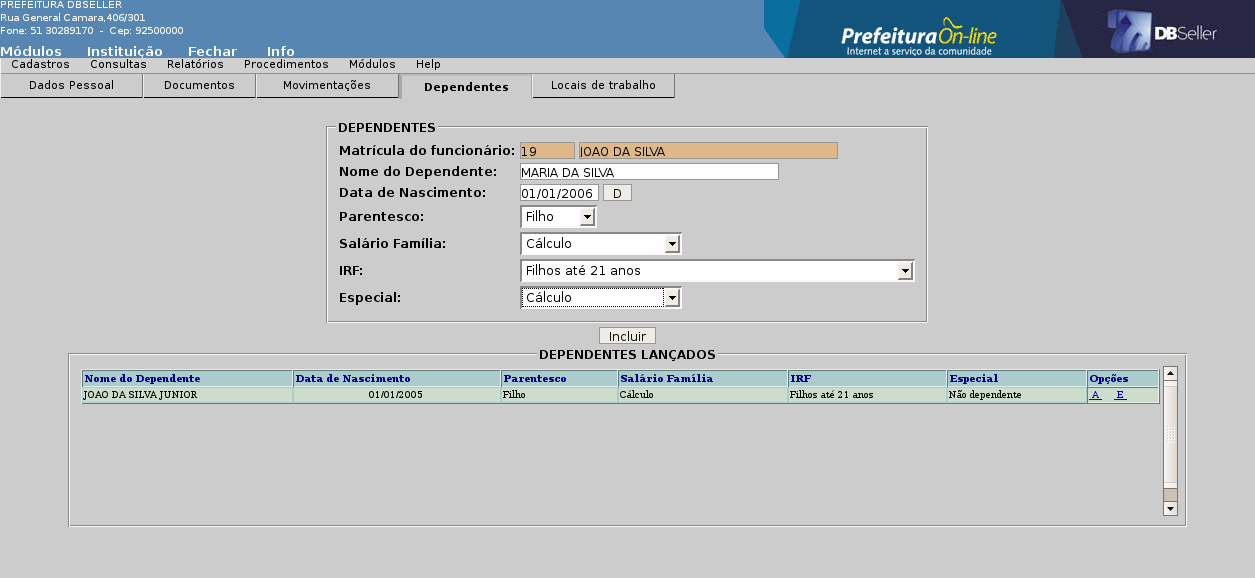 PREFEITURA DBSELLER
Rua General Camara,406/301
Fone: 51 30289170 - Cep: 92500000
Prefeitura On-line
Internet a serviço da comunidade
DBSeller
Módulos Instituição Fechar Info
Cadastros Consultas Relatórios Procedimentos Módulos Help
Dados Pessoal Documentos Movimentações Dependentes Locais de trabalho
DEPENDENTES
Matrícula do funcionário: 19 JOAO DA SILVA
Nome do Dependente: MARIA DA SILVA
Data de Nascimento: 01/01/2006 D
Parentesco: Filho
Salário Família: Cálculo
IRF: Filhos até 21 anos
Especial: Cálculo
Incluir
DEPENDENTES LANÇADOS
Nome do Dependente Data de Nascimento Parentesco Salário Família IRF Especial Opções
JOAO DA SILVA JUNIOR 01/01/2005 Filho Cálculo Filhos até 21 anos Não dependente A E